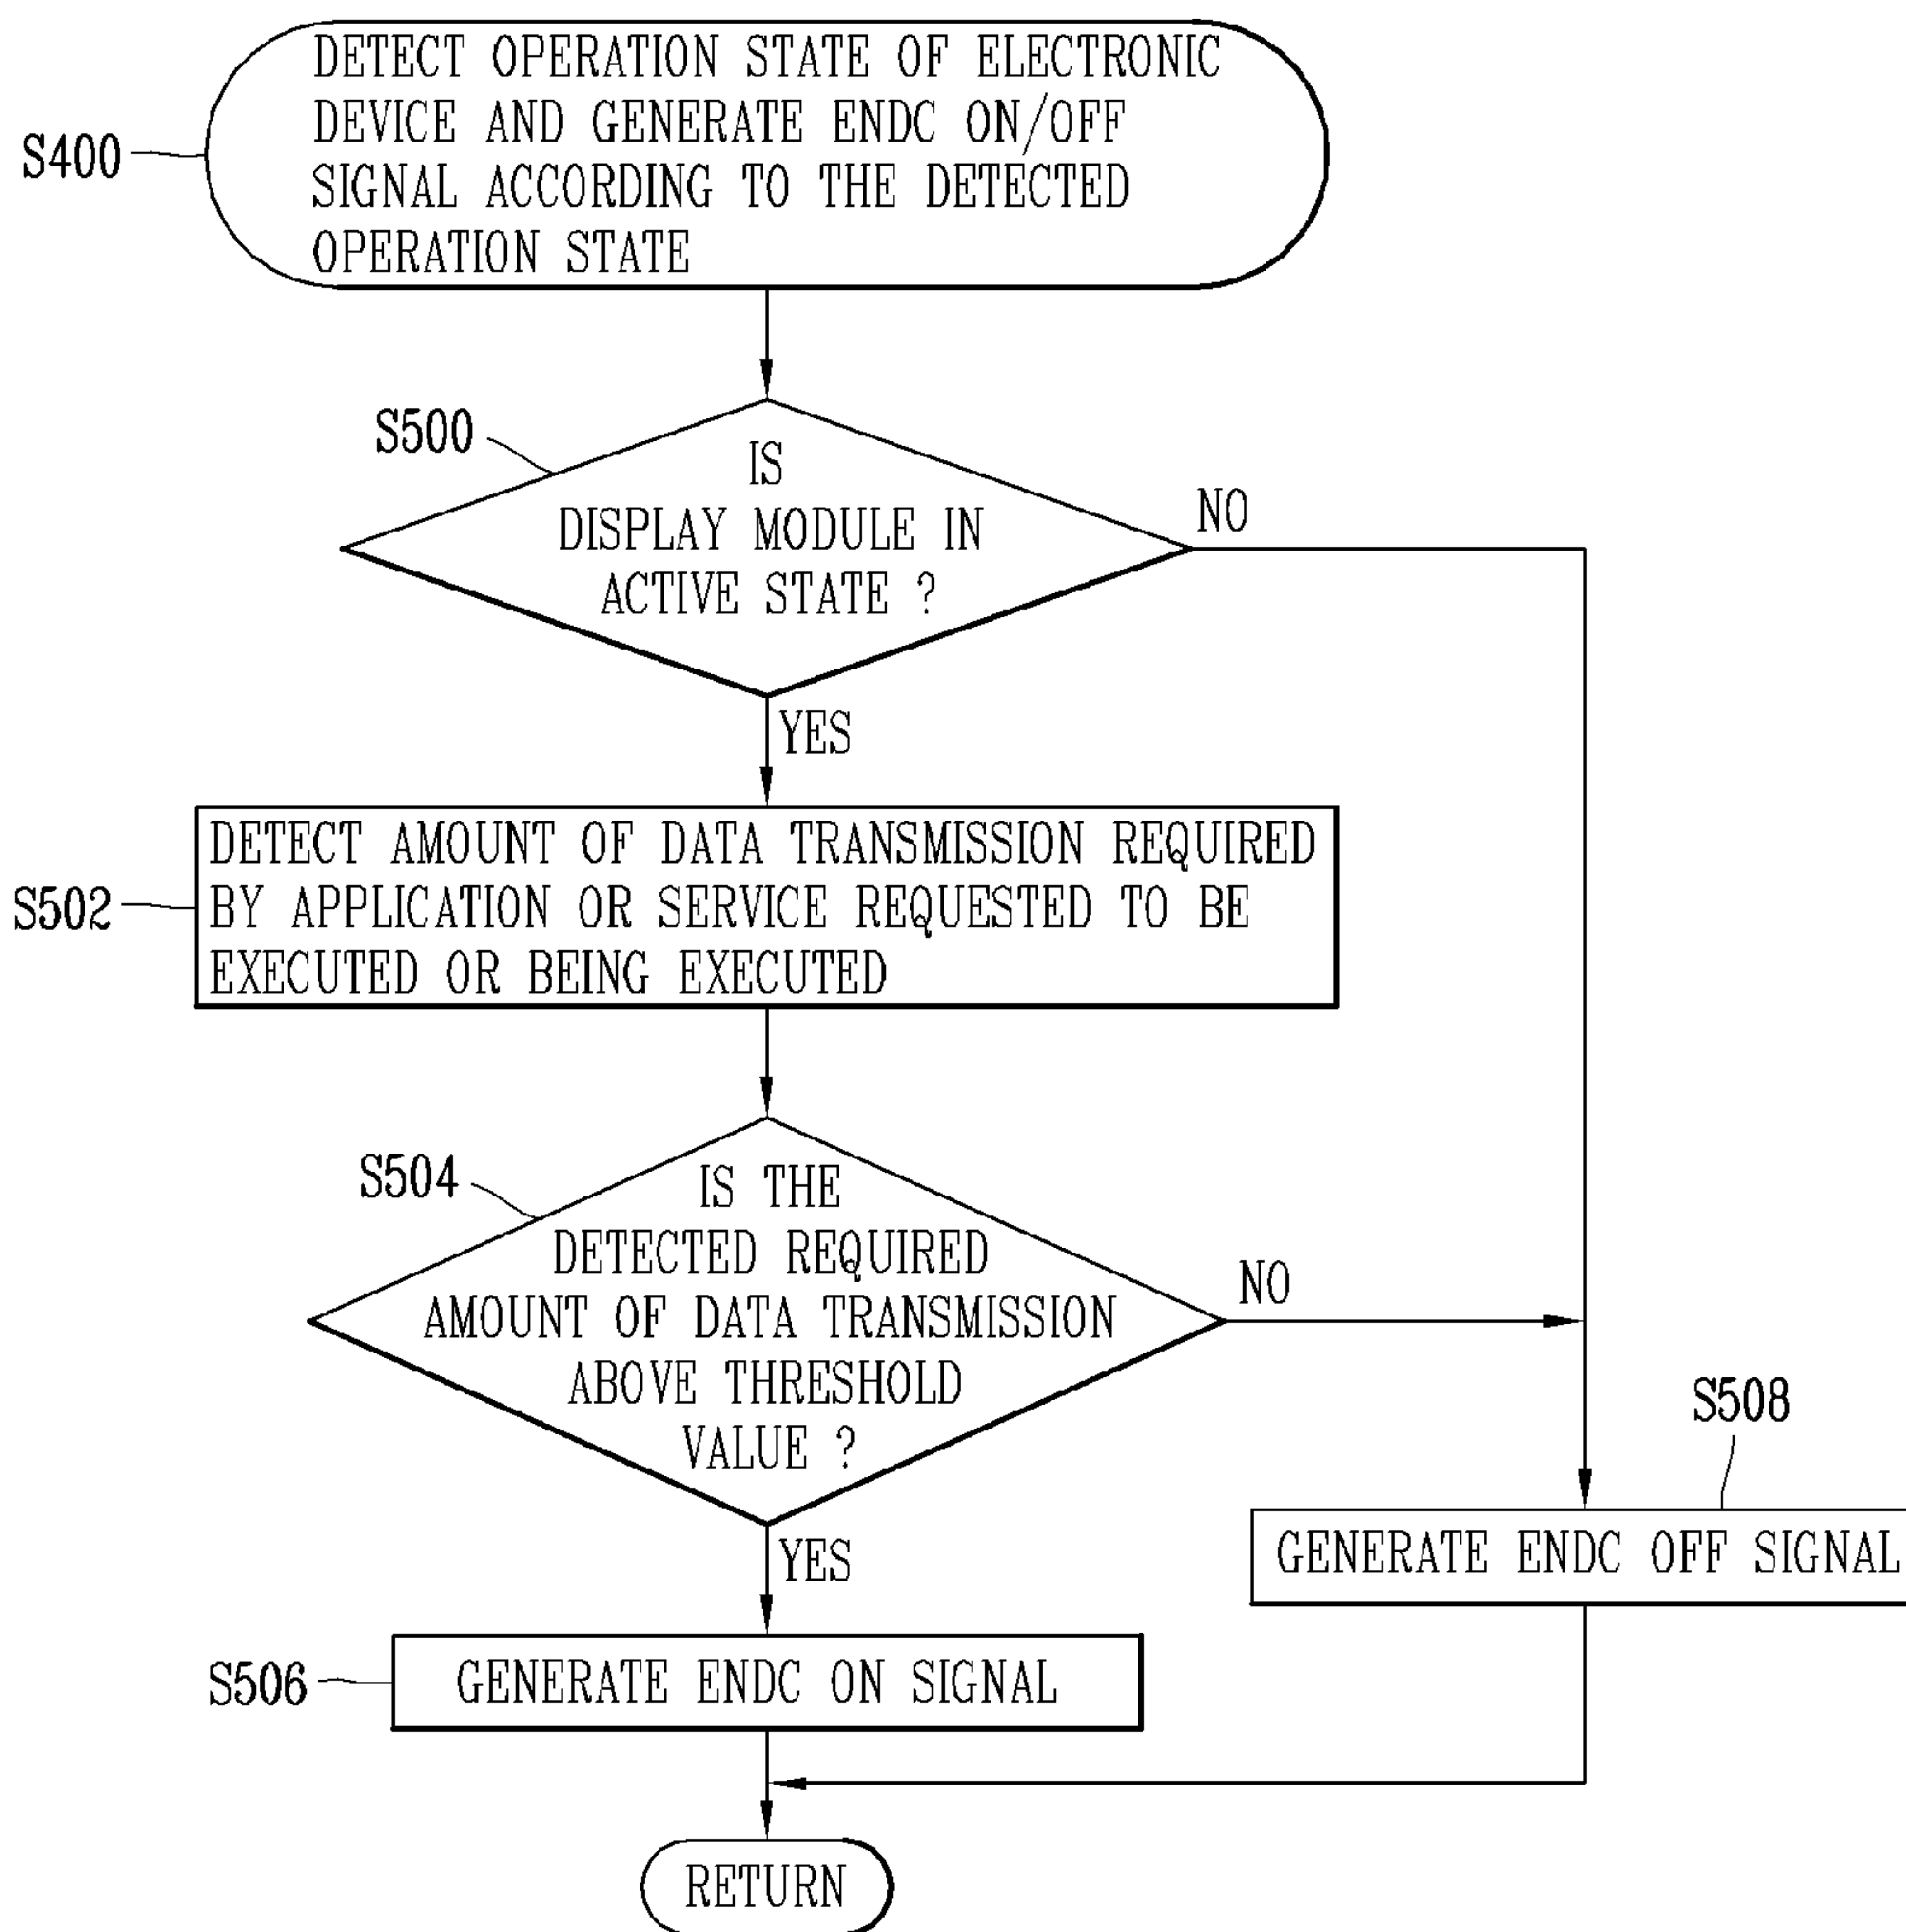 DETECT OPERATION STATE OF ELECTRONIC
DEVICE AND GENERATE ENDC ON/OFF
SIGNAL ACCORDING TO THE DETECTED
OPERATION STATE
S400
S500
IS
DISPLAY MODULE IN
ACTIVE STATE ?
NO
YES
DETECT AMOUNT OF DATA TRANSMISSION REQUIRED
BY APPLICATION OR SERVICE REQUESTED TO BE
EXECUTED OR BEING EXECUTED
S502
S504
IS THE
DETECTED REQUIRED
AMOUNT OF DATA TRANSMISSION
ABOVE THRESHOLD
VALUE ?
NO
YES
S508
GENERATE ENDC OFF SIGNAL
S506
GENERATE ENDC ON SIGNAL
RETURN